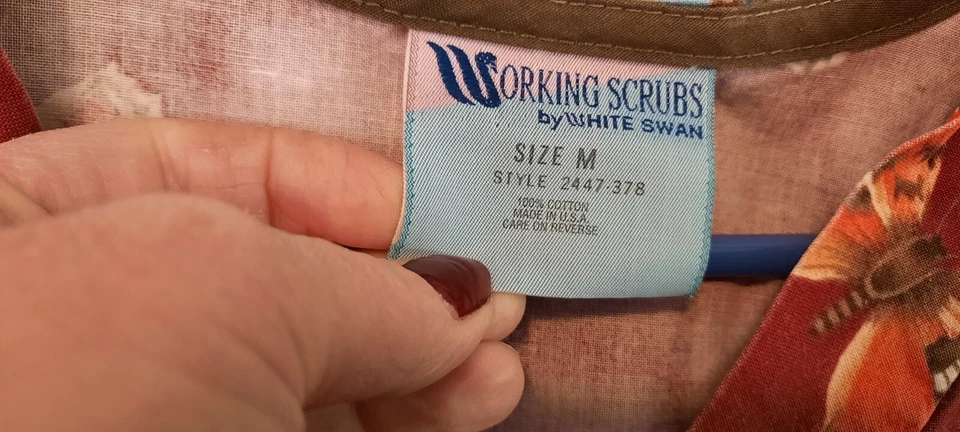 WORKING SCRUBS
by WHITE SWAN
SIZE M
STYLE 2447-378
100% COTTON
MADE IN U.S.A.
CARE ON REVERSE